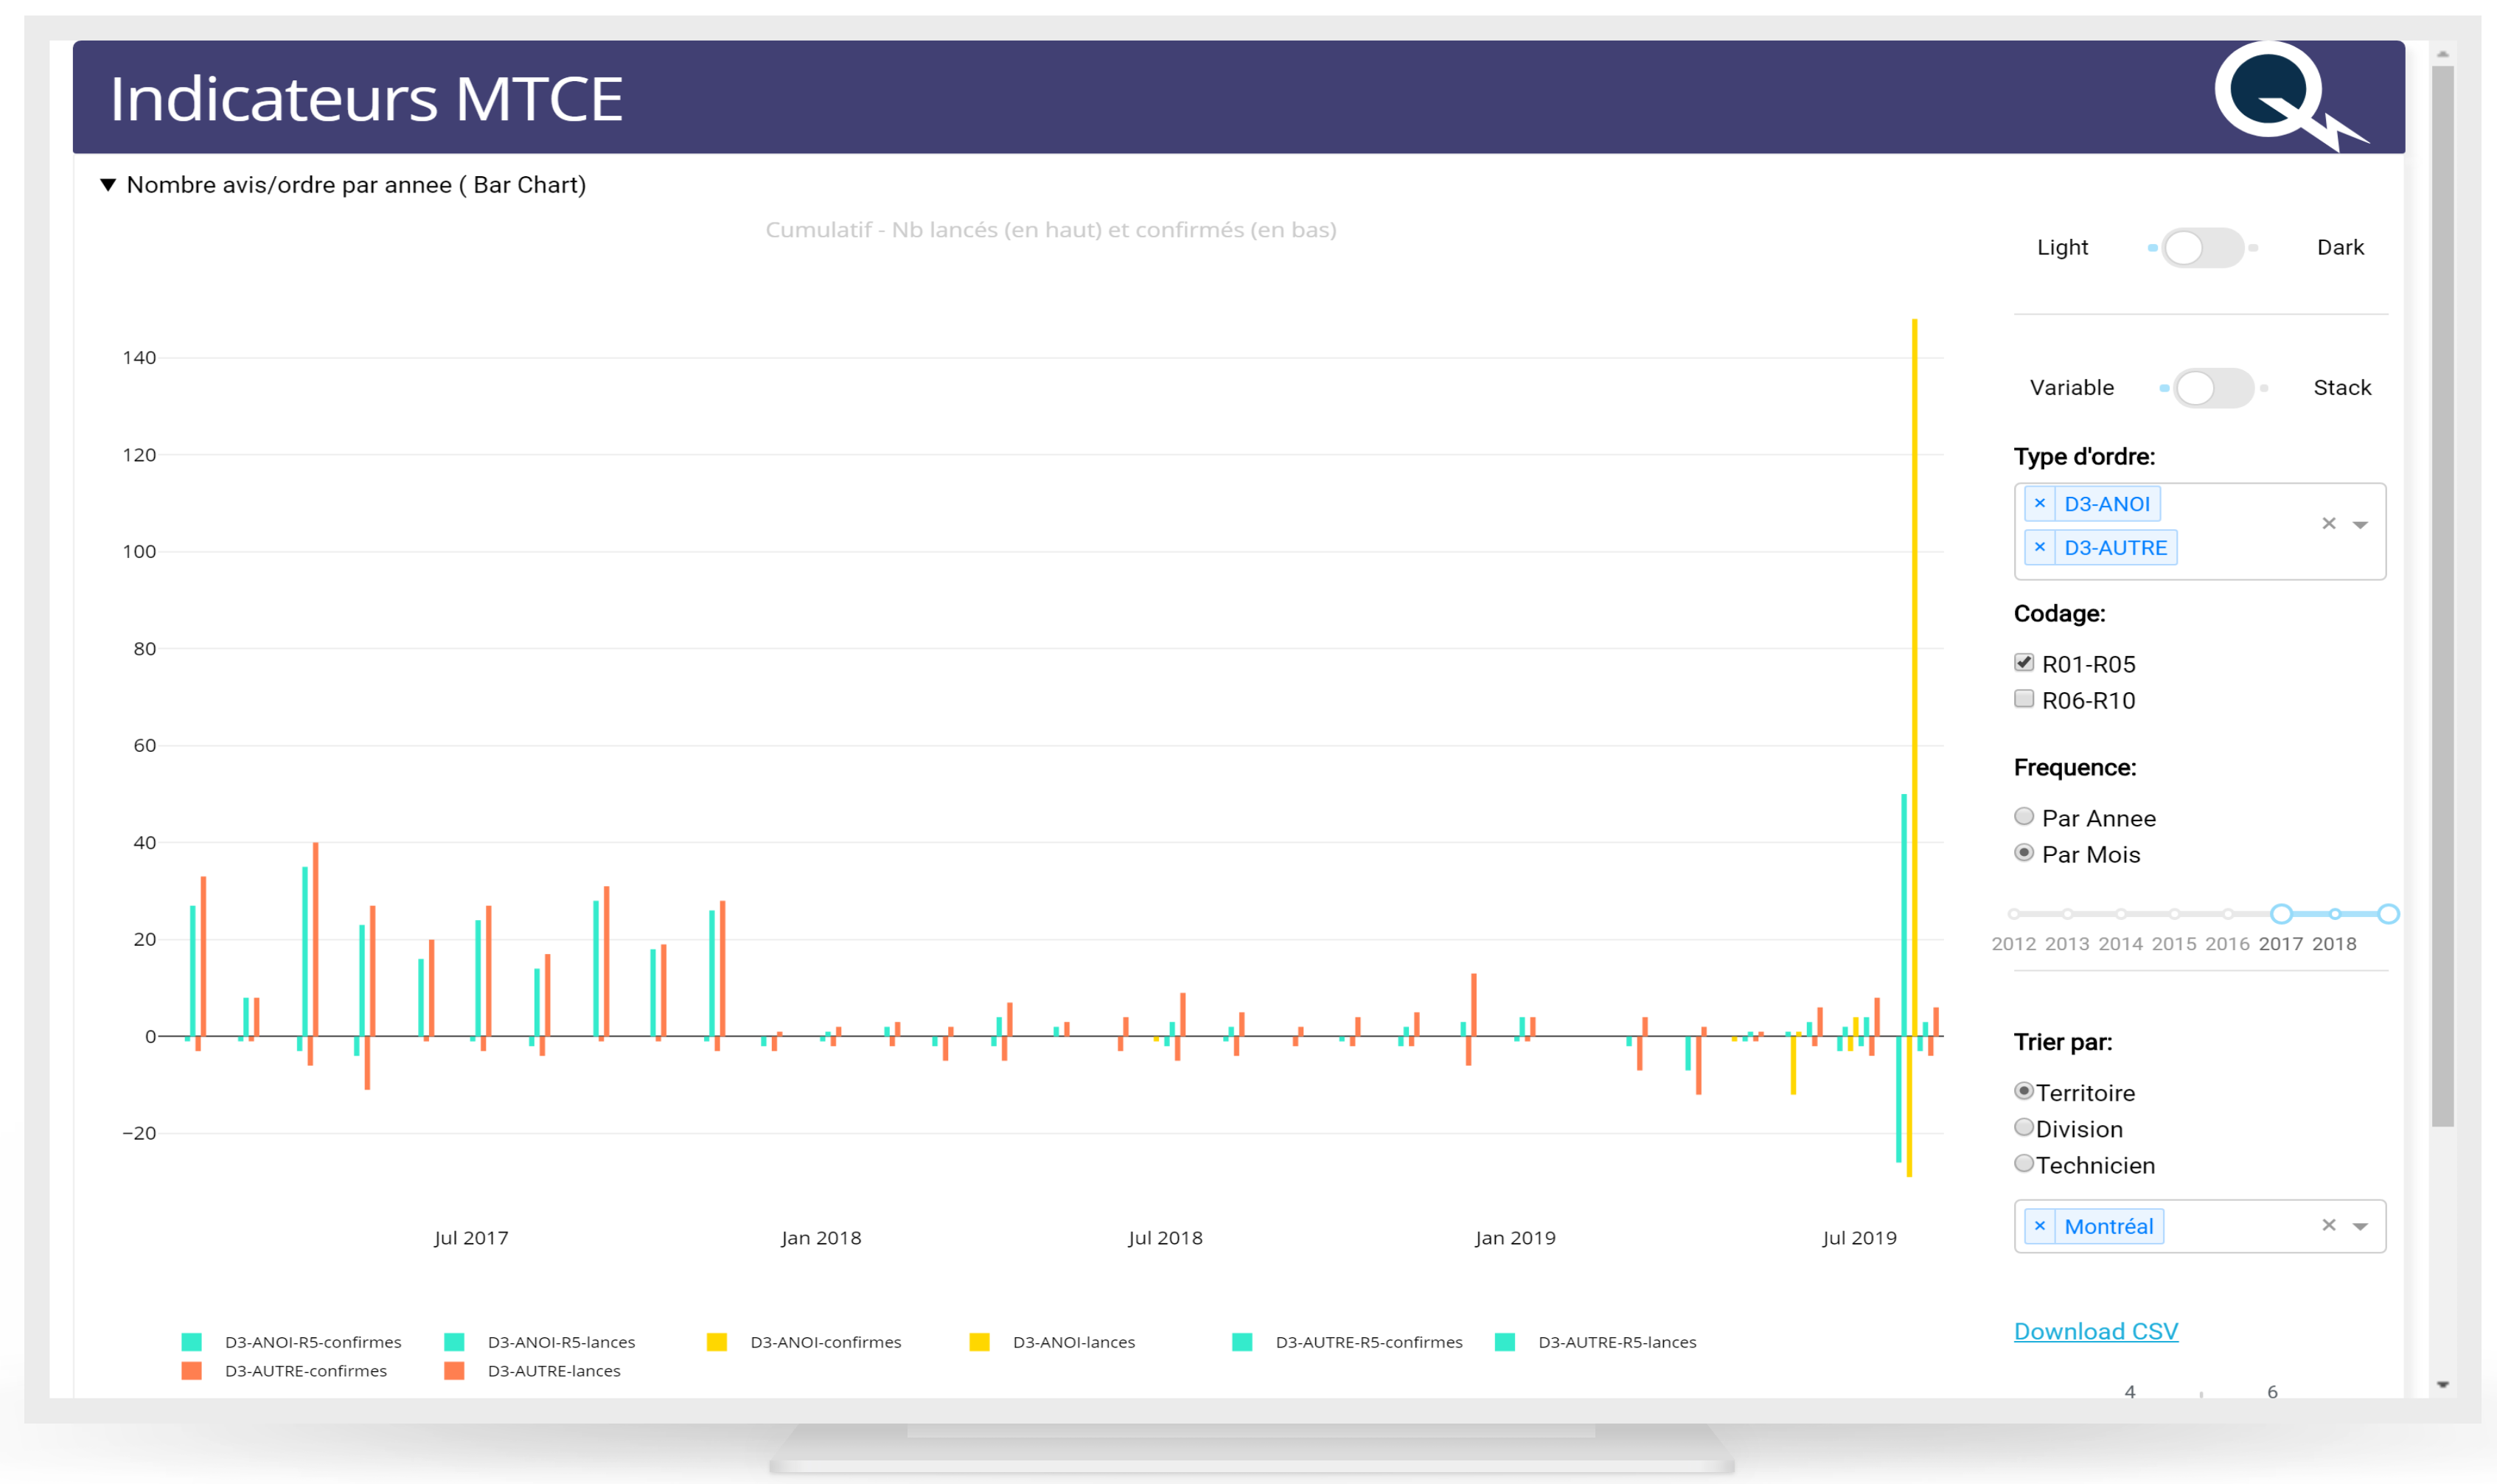 Indicateurs MTCE
▼ Nombre avis/ordre par annee ( Bar Chart)
Cumulatif - Nb lancés (en haut) et confirmés (en bas)
140
120
100
80
60
40
20
0
−20
Jul 2017 Jan 2018 Jul 2018 Jan 2019 Jul 2019
D3-ANOI-R5-confirmes D3-ANOI-R5-lances D3-ANOI-confirmes D3-ANOI-lances D3-AUTRE-R5-confirmes D3-AUTRE-R5-lances
D3-AUTRE-confirmes D3-AUTRE-lances
Light Dark
Variable Stack
Type d'ordre:
× D3-ANOI
× D3-AUTRE
Codage:
R01-R05
R06-R10
Frequence:
Par Annee
Par Mois
2012 2013 2014 2015 2016 2017 2018
Trier par:
Territoire
Division
Technicien
× Montréal
Download CSV
4 6